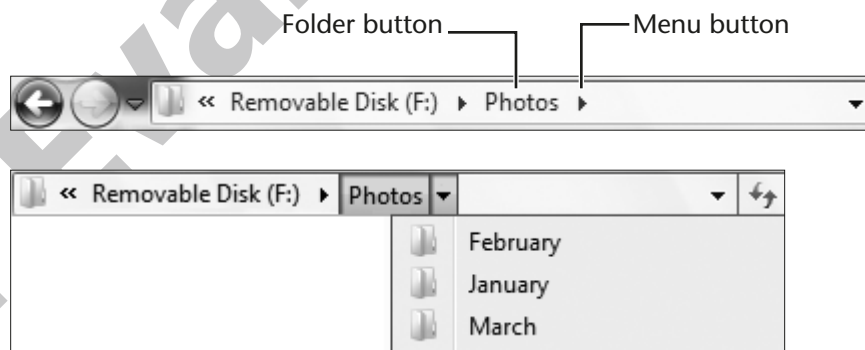 Folder button Menu button
« Removable Disk (F:) Photos
« Removable Disk (F:) Photos
February
January
March